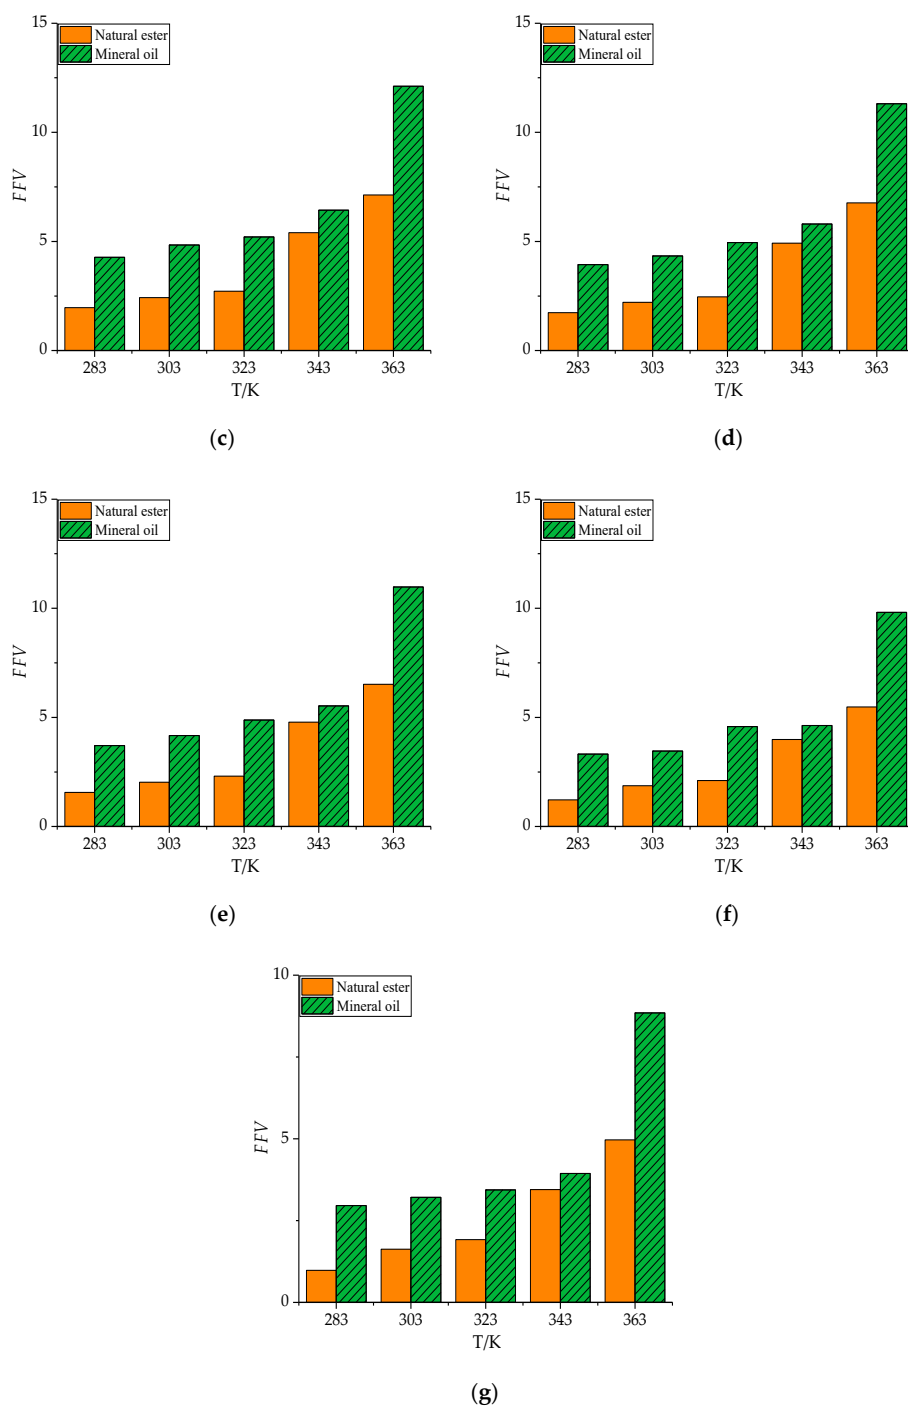 15
Natural ester
Mineral oil
10
FFV
5
0
283 303 323 343 363
T/K
(c)
15
Natural ester
Mineral oil
10
FFV
5
0
283 303 323 343 363
T/K
(d)
15
Natural ester
Mineral oil
10
FFV
5
0
283 303 323 343 363
T/K
(e)
15
Natural ester
Mineral oil
10
FFV
5
0
283 303 323 343 363
T/K
(f)
10
Natural ester
Mineral oil
FFV
5
0
283 303 323 343 363
T/K
(g)